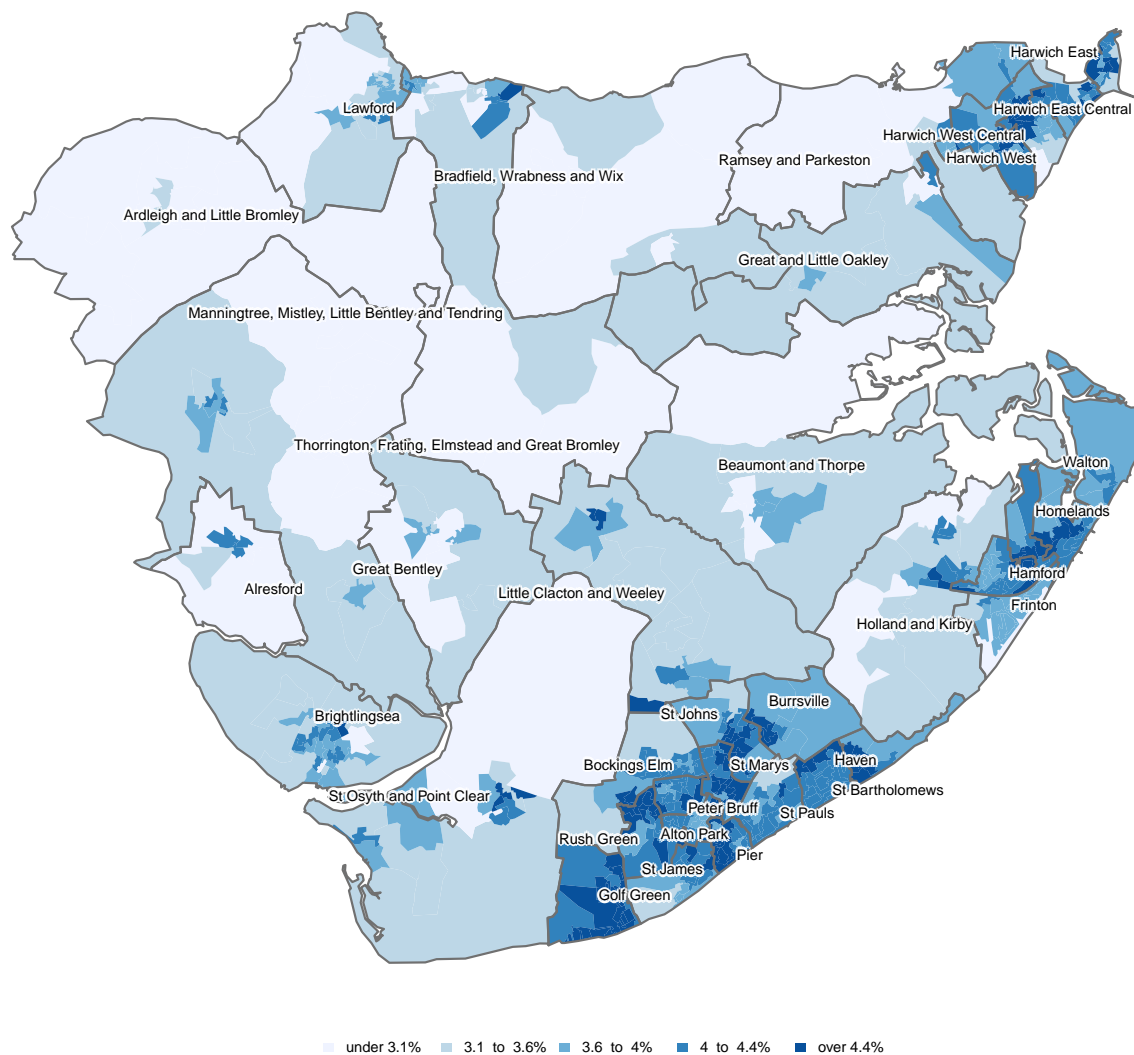 Harwich East
Lawford
Harwich East Central
Harwich West Central
Harwich West
Ramsey and Parkeston
Bradfield, Wrabness and Wix
Ardleigh and Little Bromley
Great and Little Oakley
Manningtree, Mistley, Little Bentley and Tendring
Thorrington, Frating, Elmstead and Great Bromley
Beaumont and Thorpe
Walton
Homelands
Great Bentley
Hamford
Alresford
Little Clacton and Weeley
Frinton
Holland and Kirby
Burrsville
Brightlingsea
St Johns
Bockings Elm
St Marys
Haven
St Osyth and Point Clear
St Bartholomews
Peter Bruff
St Pauls
Rush Green
Alton Park
Pier
St James
Golf Green
under 3.1% 3.1 to 3.6% 3.6 to 4% 4 to 4.4% over 4.4%